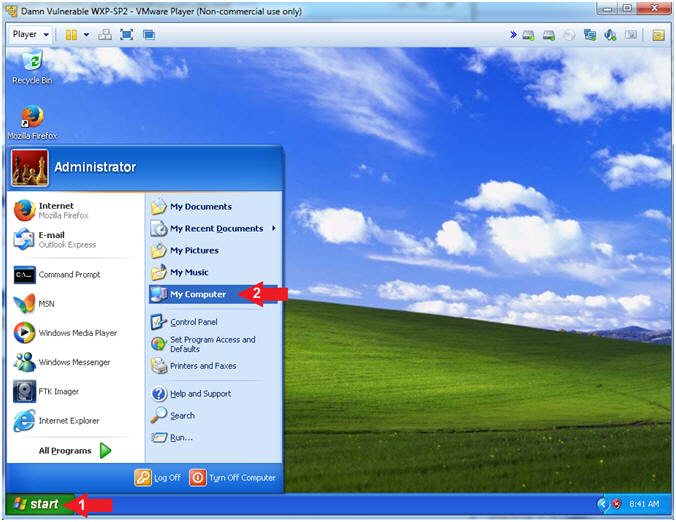 Damn Vulnerable WXP-SP2 - VMware Player (Non-commercial use only)
Player
Recycle Bin
Mozilla Firefox
Administrator
Internet
Mozilla Firefox
E-mail
Outlook Express
Command Prompt
MSN
Windows Media Player
Windows Messenger
FTK Imager
Internet Explorer
All Programs
My Documents
My Recent Documents
My Pictures
My Music
My Computer
2
Control Panel
Set Program Access and
Defaults
Printers and Faxes
Help and Support
Search
Run...
Log Off
Turn Off Computer
start
1
8:41 AM